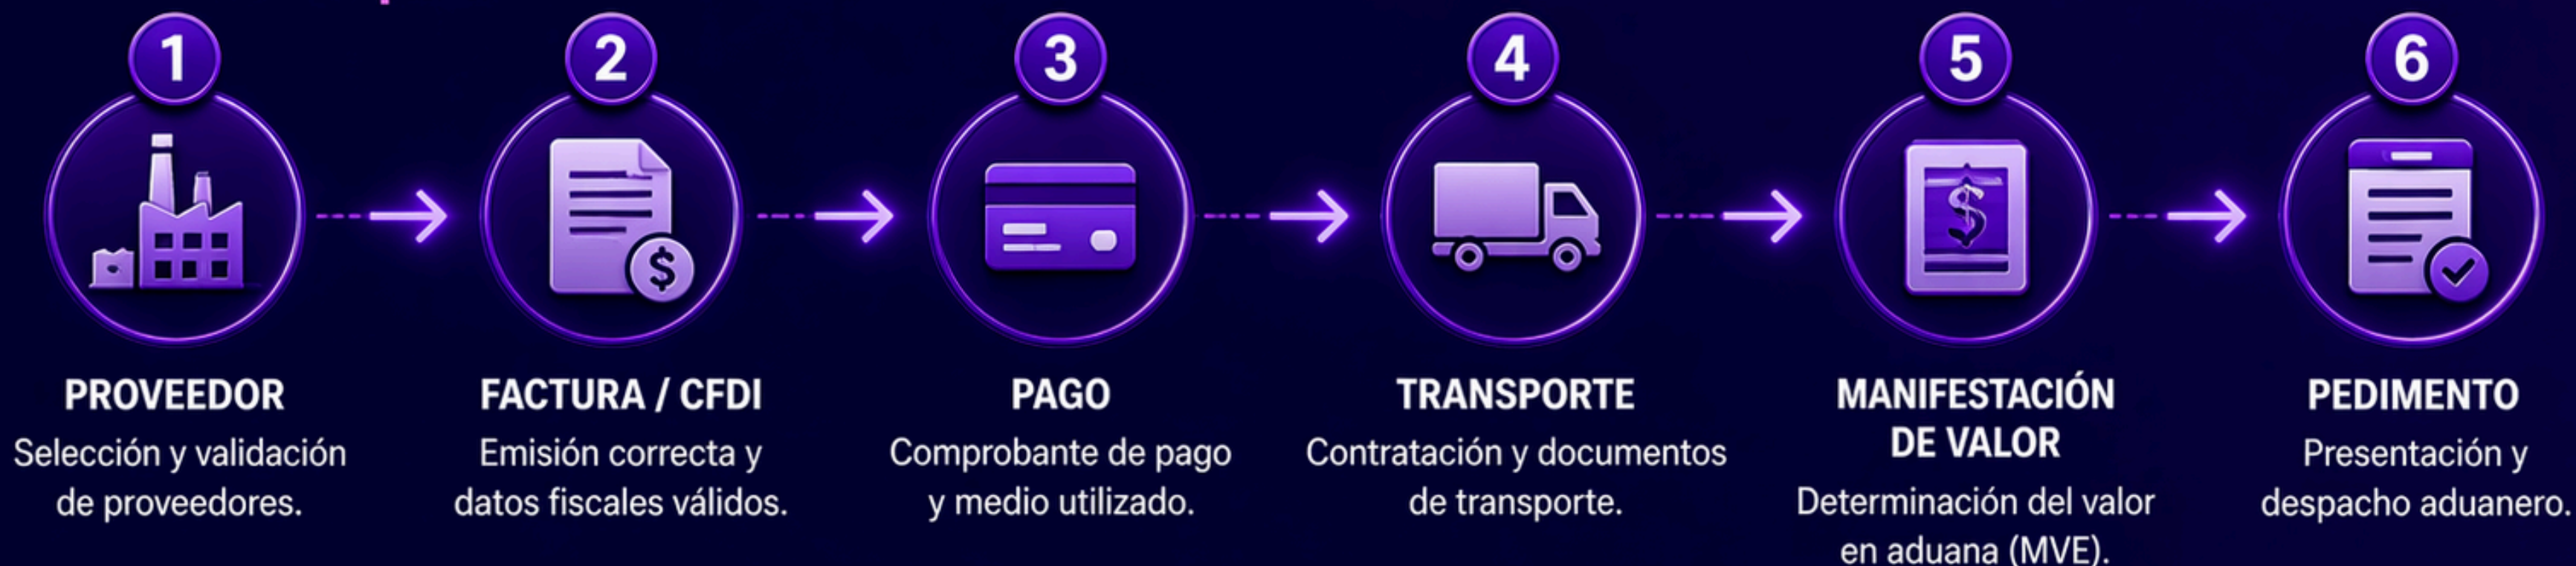 1
PROVEEDOR
Selección y validación
de proveedores.
2
$
FACTURA / CFDI
Emisión correcta y
datos fiscales válidos.
3
PAGO
Comprobante de pago
y medio utilizado.
4
TRANSPORTE
Contratación y documentos
de transporte.
5
$
MANIFESTACIÓN
DE VALOR
Determinación del valor
en aduana (MVE).
6
PEDIMENTO
Presentación y
despacho aduanero.